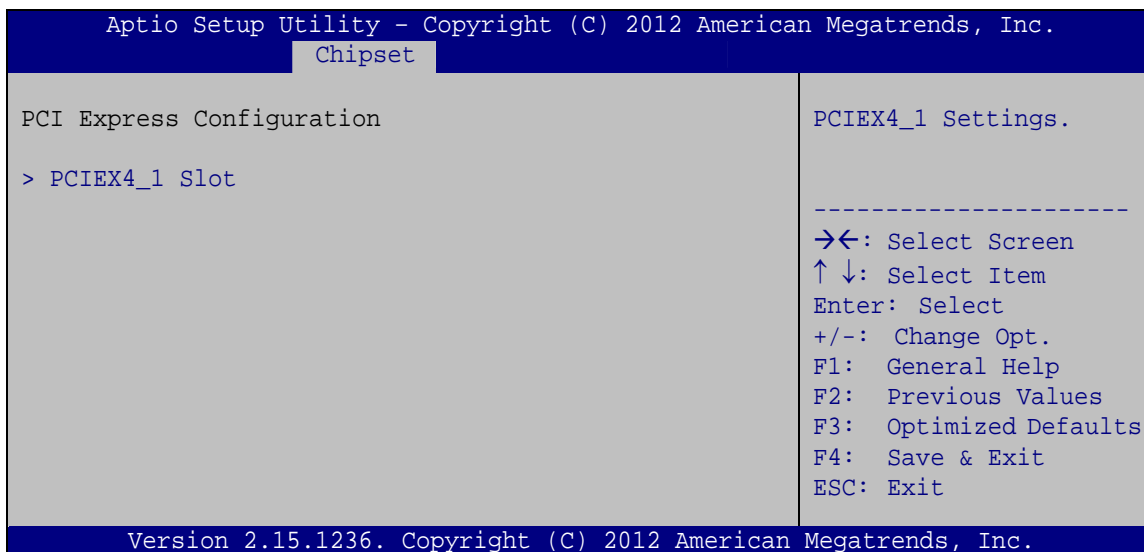 Aptio Setup Utility – Copyright (C) 2012 American Megatrends, Inc.
Chipset
PCI Express Configuration
> PCIEX4_1 Slot
PCIEX4_1 Settings.
----------------------
→←: Select Screen
↑ ↓: Select Item
Enter: Select
+/-: Change Opt.
F1: General Help
F2: Previous Values
F3: Optimized Defaults
F4: Save & Exit
ESC: Exit
Version 2.15.1236. Copyright (C) 2012 American Megatrends, Inc.